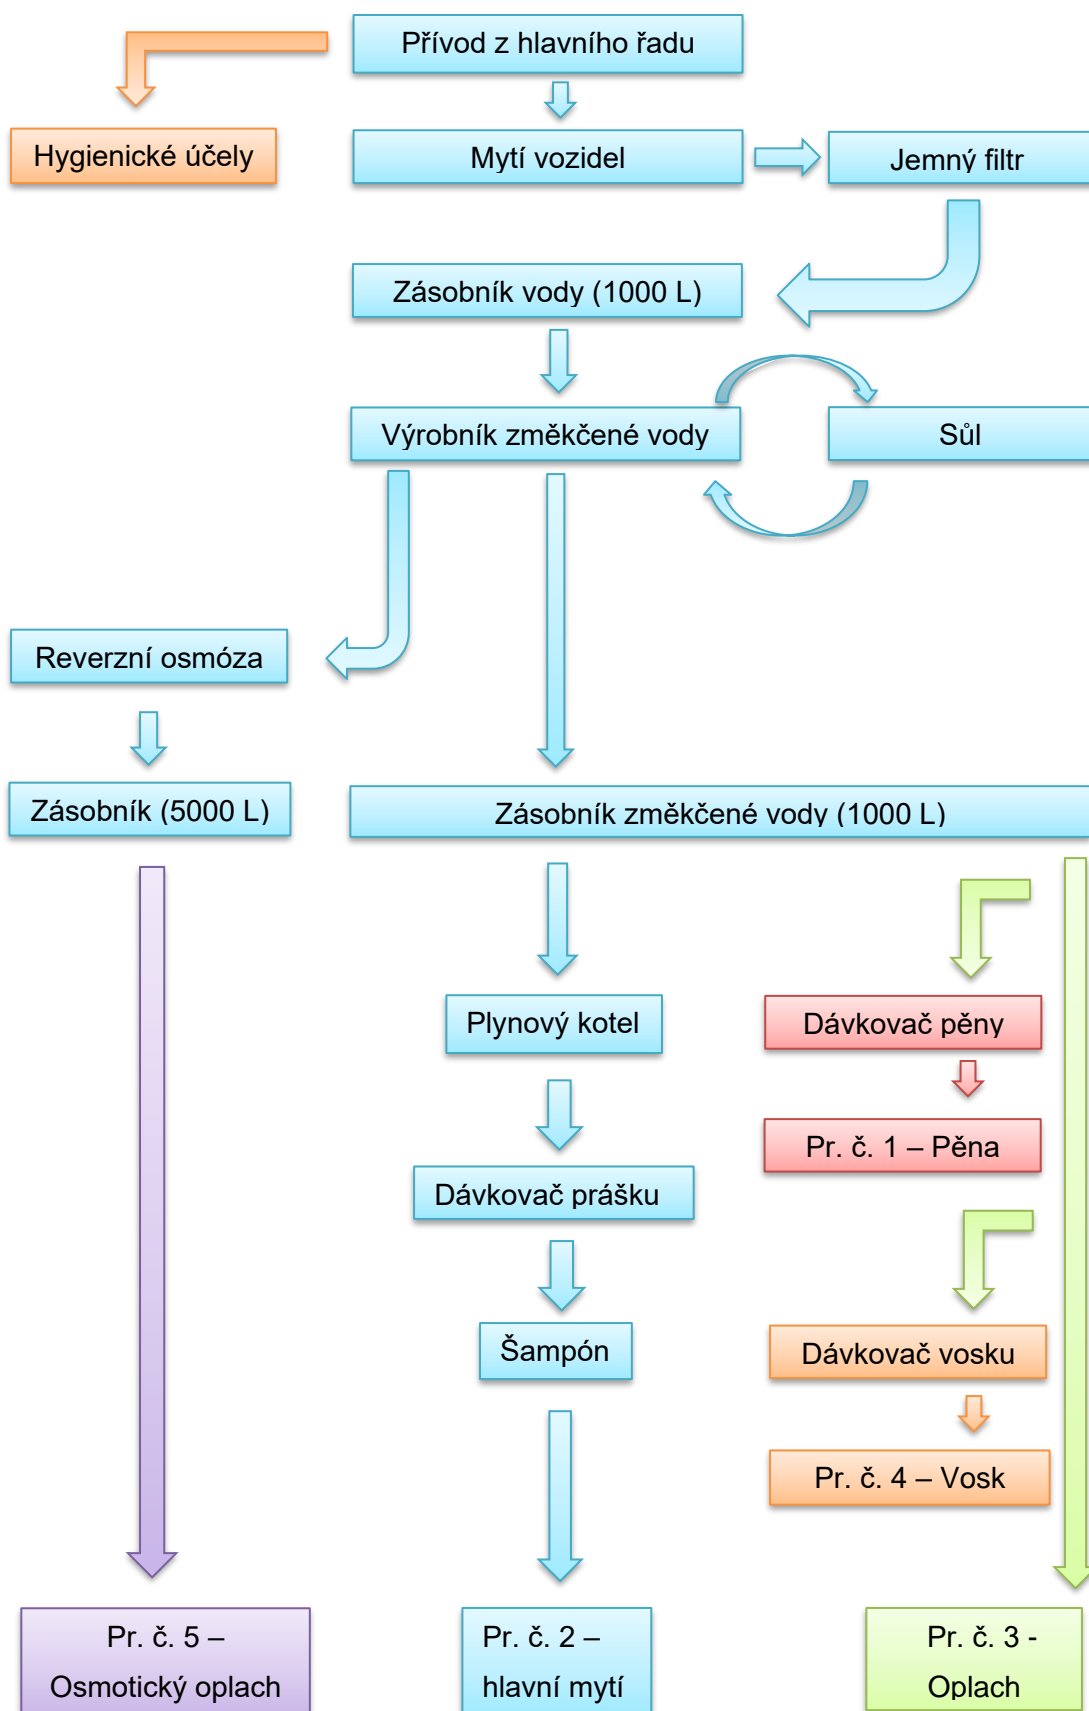 Přívod z hlavního řadu
Hygienické účely
Mytí vozidel
Jemný filtr
Zásobník vody (1000 L)
Výrobník změkčené vody
Sůl
Reverzní osmóza
Zásobník (5000 L)
Zásobník změkčené vody (1000 L)
Plynový kotel
Dávkovač pěny
Pr. č. 1 – Pěna
Dávkovač prášku
Šampón
Dávkovač vosku
Pr. č. 4 – Vosk
Pr. č. 5 –
Osmotický oplach
Pr. č. 2 –
hlavní mytí
Pr. č. 3 -
Oplach